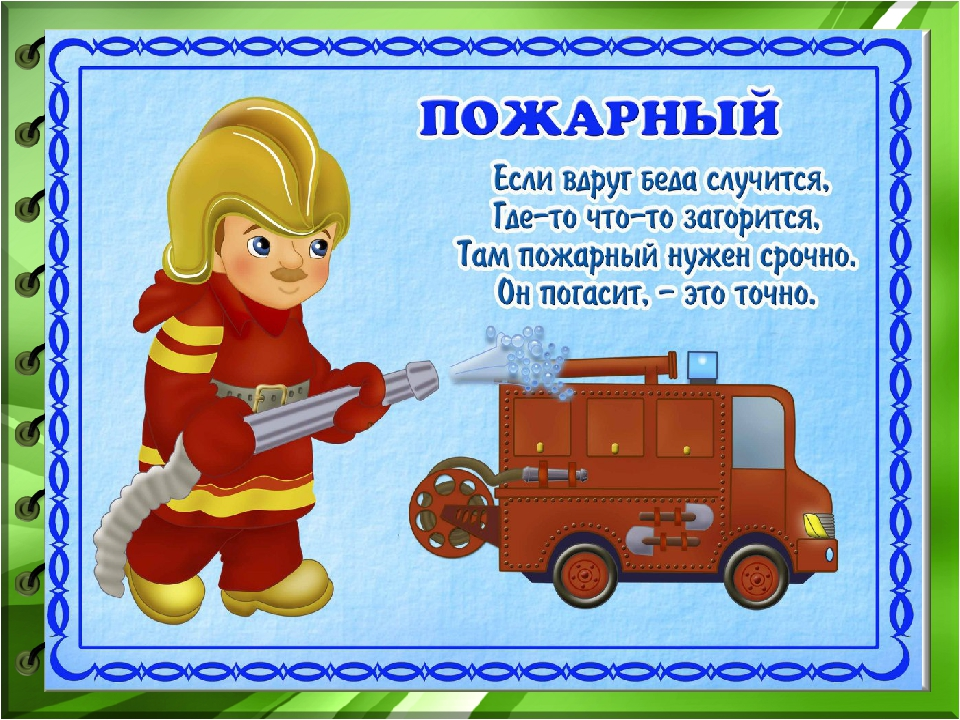 ПОЖАРНЫЙ
Если вдруг беда случится,
Где-то что-то загорится,
Там пожарный нужен срочно.
Он погасит, - это точно.